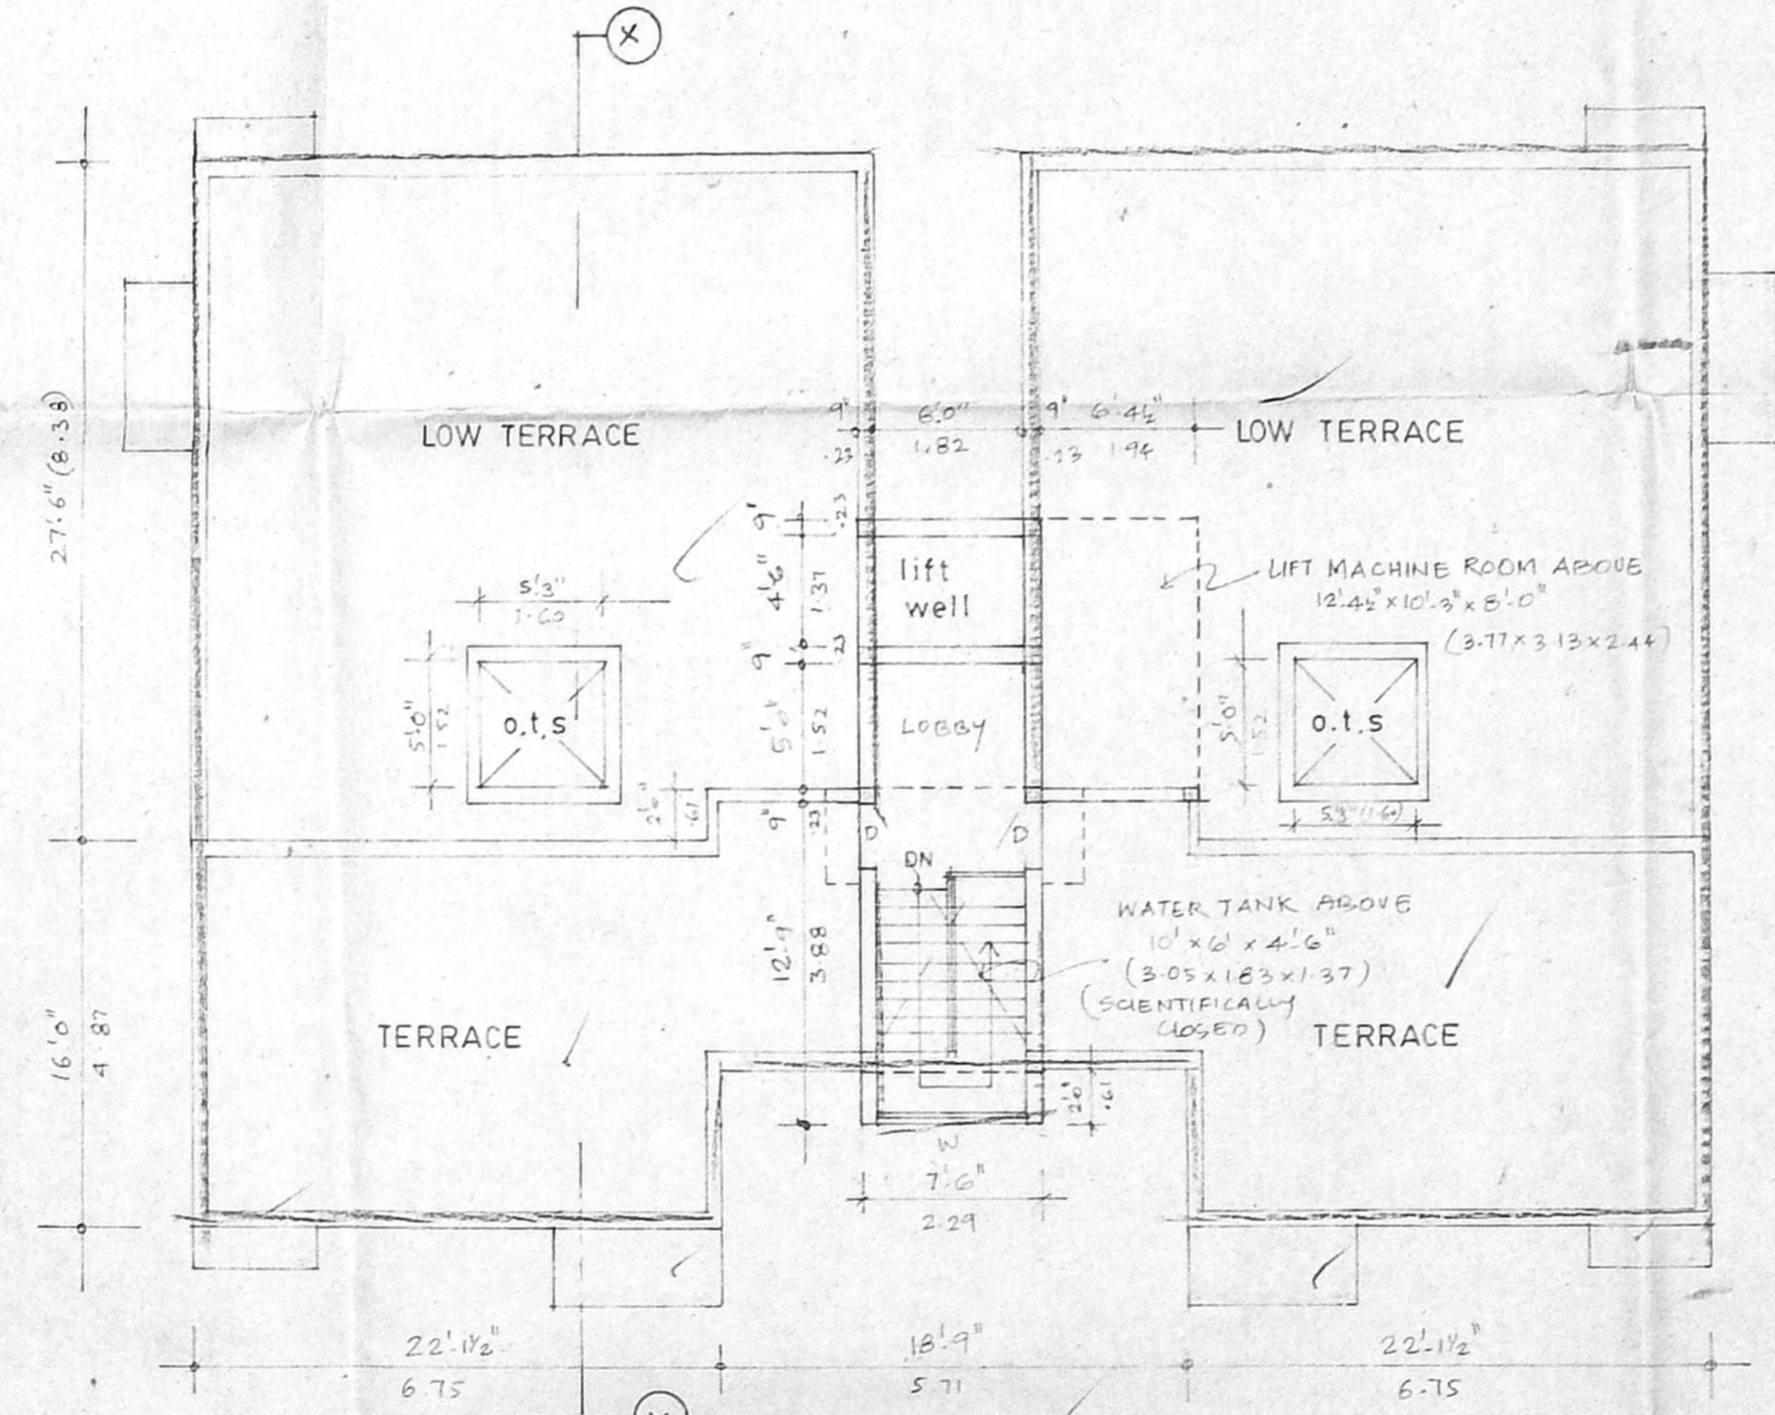 X
27'-6" (8.38)
16'0"
4.87
LOW TERRACE
9"
.23
6'.0"
1.82
9"
.23
6'-4½"
1.94
LOW TERRACE
9"
.23
4'-6"
1.37
9"
.23
5'-0"
1.52
9"
.23
12'-9"
3.88
lift
well
LOBBY
LIFT MACHINE ROOM ABOVE
12'-4½" x 10'-3" x 8'-0"
(3.77 x 3.13 x 2.44)
5'.3"
1.60
5'-0"
1.52
o.t.s
2'-0"
.61
5'-0"
1.52
o.t.s
5'.3" (1.60)
D
D
DN
WATER TANK ABOVE
10' x 6' x 4'-6"
(3.05 x 1.83 x 1.37)
(SCIENTIFICALLY
CLOSED)
TERRACE
TERRACE
2'0"
.61
W
7'-6"
2.29
22'-1½"
6.75
18'-9"
5.71
22'-1½"
6.75